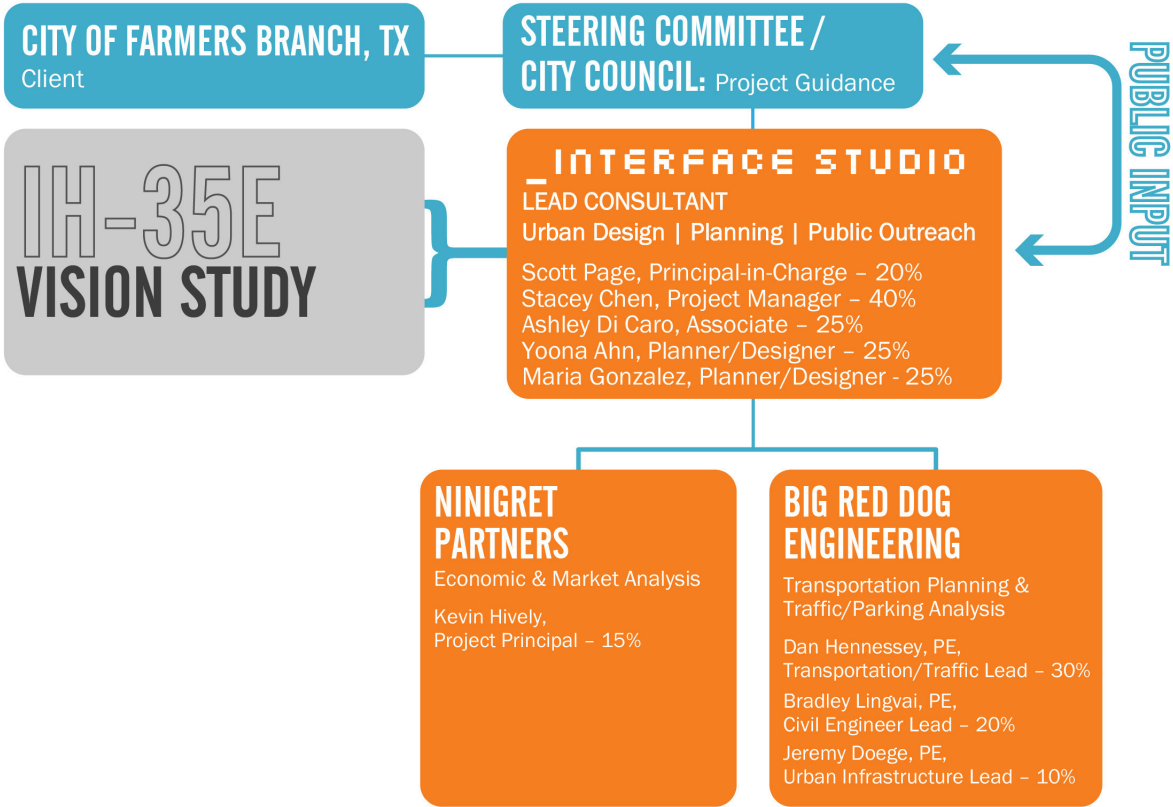 CITY OF FARMERS BRANCH, TX
Client
STEERING COMMITTEE /
CITY COUNCIL: Project Guidance
PUBLIC INPUT
IH-35E
VISION STUDY
_INTERFACE STUDIO
LEAD CONSULTANT
Urban Design | Planning | Public Outreach
Scott Page, Principal-in-Charge – 20%
Stacey Chen, Project Manager – 40%
Ashley Di Caro, Associate – 25%
Yoona Ahn, Planner/Designer – 25%
Maria Gonzalez, Planner/Designer - 25%
NINIGRET
PARTNERS
Economic & Market Analysis
Kevin Hively,
Project Principal – 15%
BIG RED DOG
ENGINEERING
Transportation Planning &
Traffic/Parking Analysis
Dan Hennessey, PE,
Transportation/Traffic Lead – 30%
Bradley Lingvai, PE,
Civil Engineer Lead – 20%
Jeremy Doege, PE,
Urban Infrastructure Lead – 10%